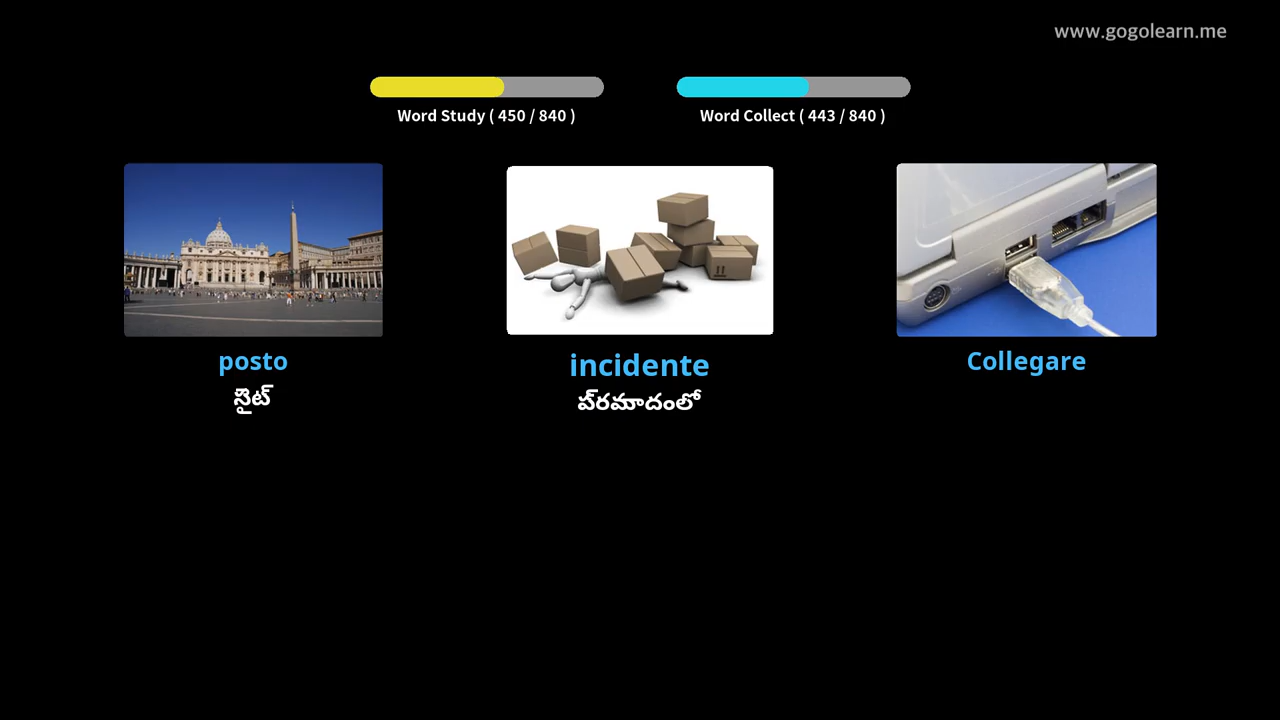 www.gogolearn.me
Word Study ( 450 / 840 )
Word Collect ( 443 / 840 )
posto
సైట్
incidente
ప్రమాదంలో
Collegare